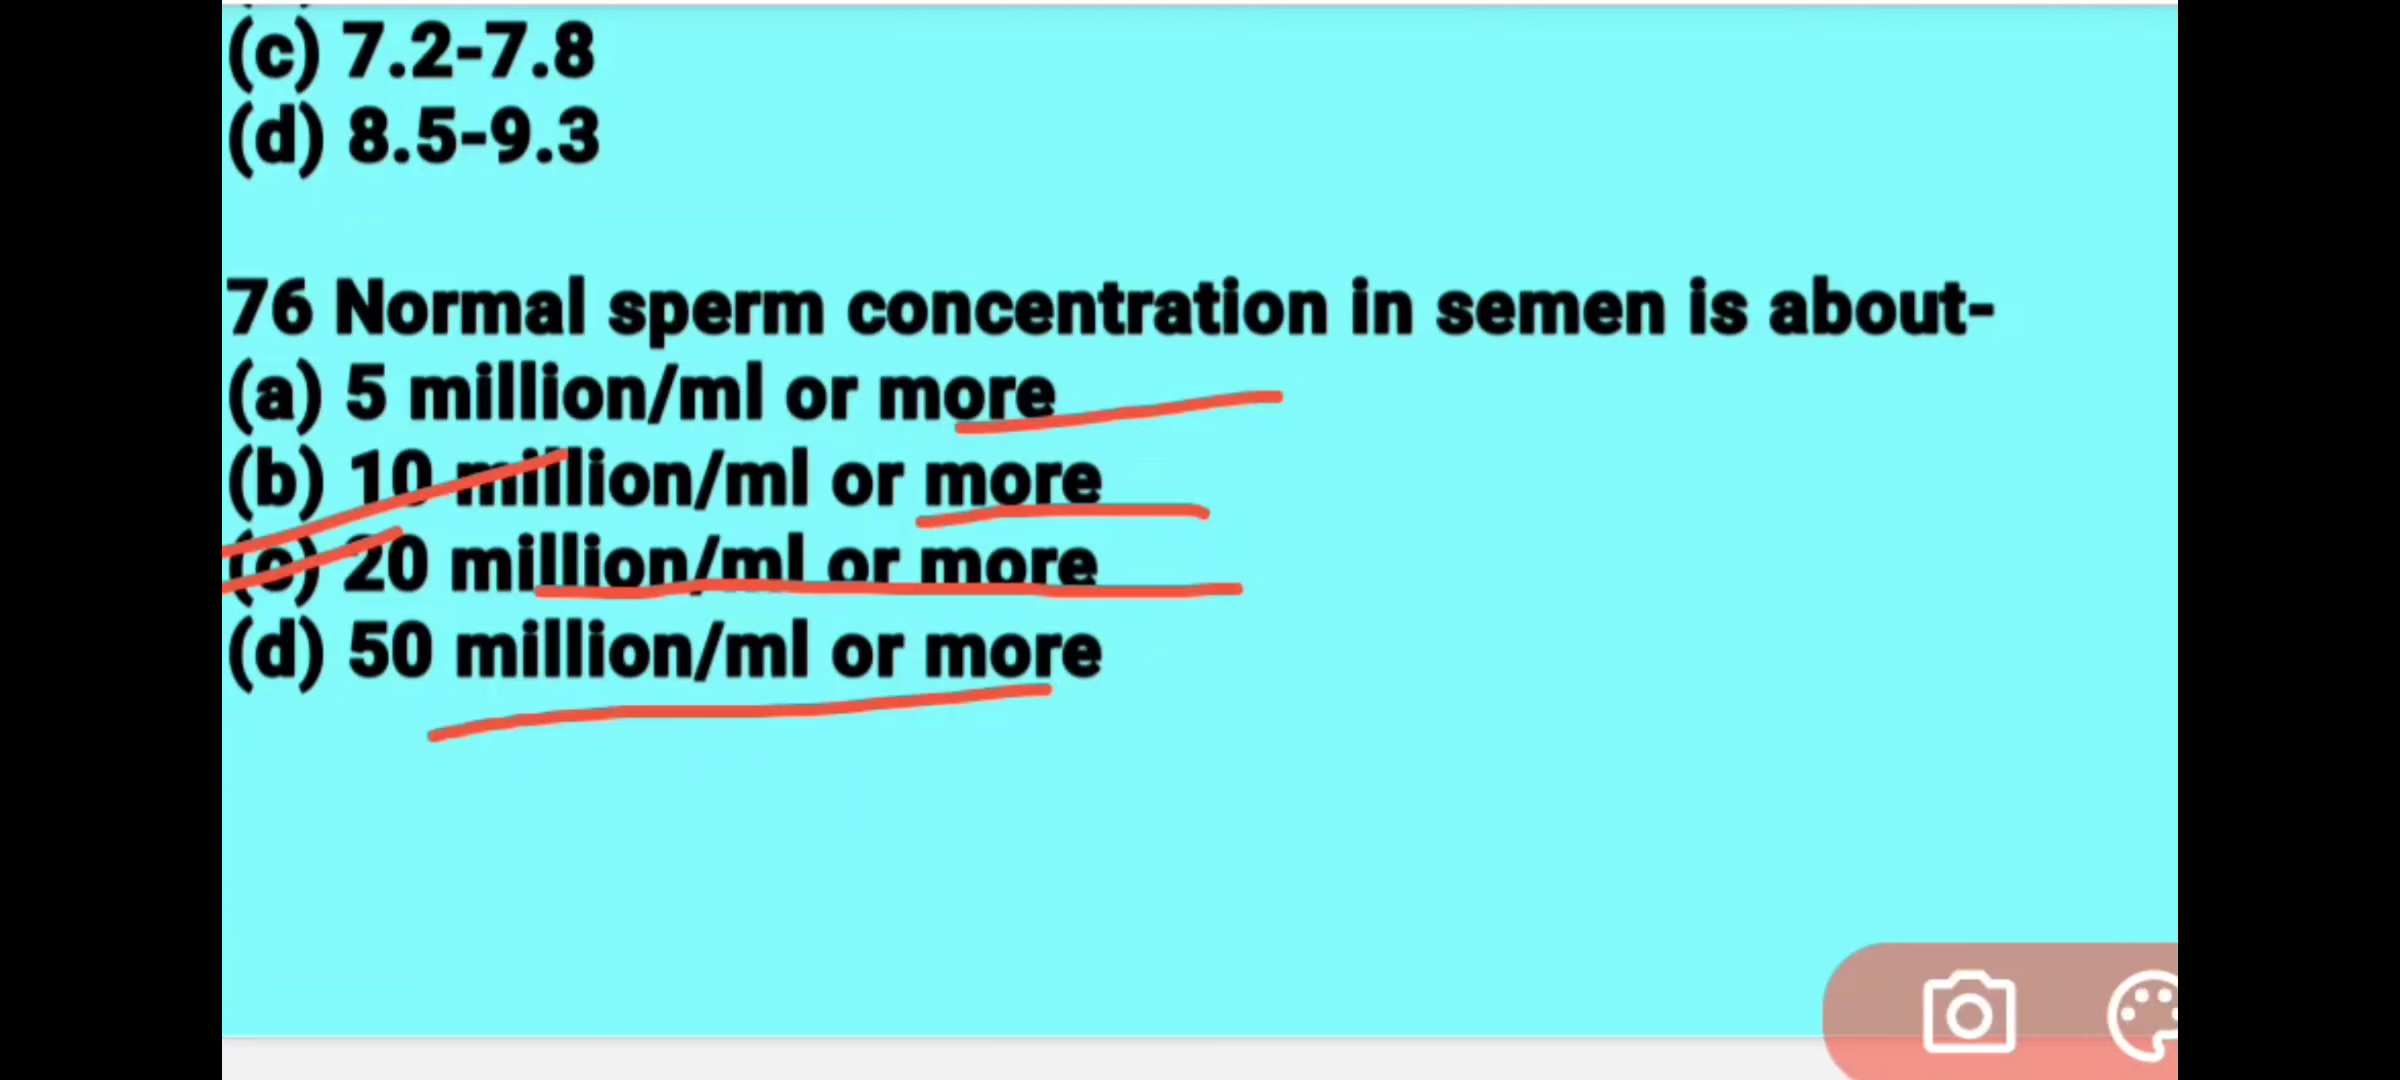 (c) 7.2-7.8
(d) 8.5-9.3
76 Normal sperm concentration in semen is about-
(a) 5 million/ml or more
(b) 10 million/ml or more
(c) 20 million/ml or more
(d) 50 million/ml or more